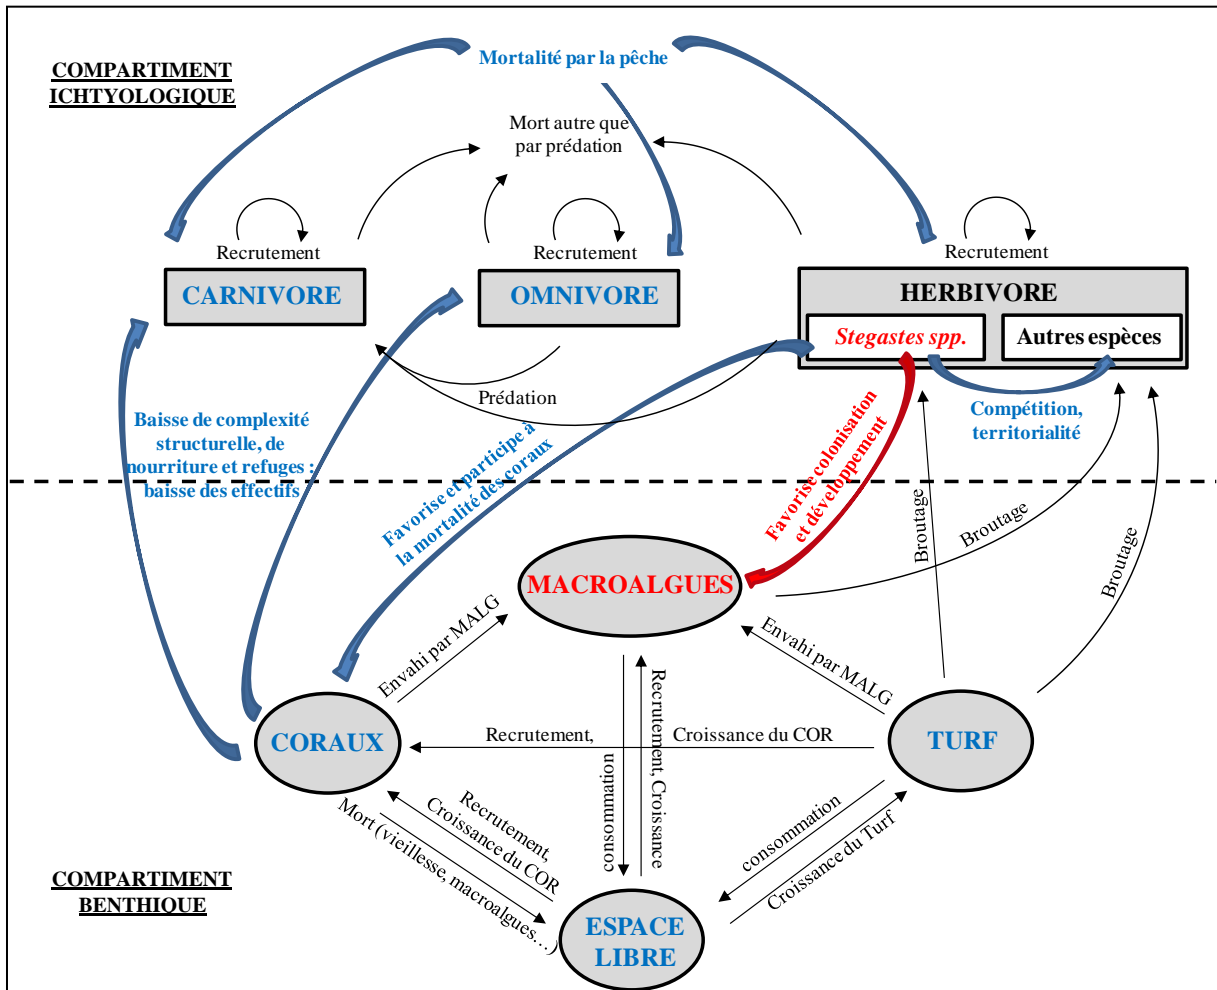 COMPARTIMENT
ICHTYOLOGIQUE
Mortalité par la pêche
Mort autre que
par prédation
Recrutement
Recrutement
Recrutement
CARNIVORE
OMNIVORE
HERBIVORE
Stegastes spp.
Autres espèces
Prédation
Compétition,
territorialité
Baisse de complexité
structurelle, de
nourriture et refuges :
baisse des effectifs
Favorise et participe à
la mortalité des coraux
Favorise colonisation
et développement
Broutage
Broutage
Broutage
MACROALGUES
Envahi par MALG
Envahi par MALG
CORAUX
Recrutement,
Croissance du COR
TURF
consommation
Recrutement, Croissance
Recrutement,
Croissance du COR
Mort (vieillesse, macroalgues…)
consommation
Croissance du Turf
COMPARTIMENT
BENTHIQUE
ESPACE
LIBRE